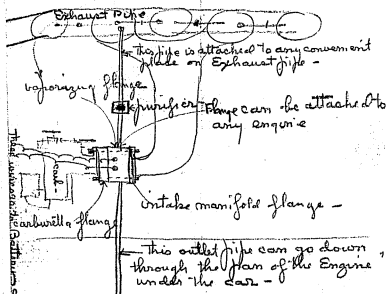 Exhaust Pipe
This pipe is attached to any convenient
place on Exhaust pipe -
vaporizing flange
purifier
Flange can be attached to
any engine
carburetta flange
intake manifold flange -
This outlet pipe can go down
through the pan of the Engine,
under the car -